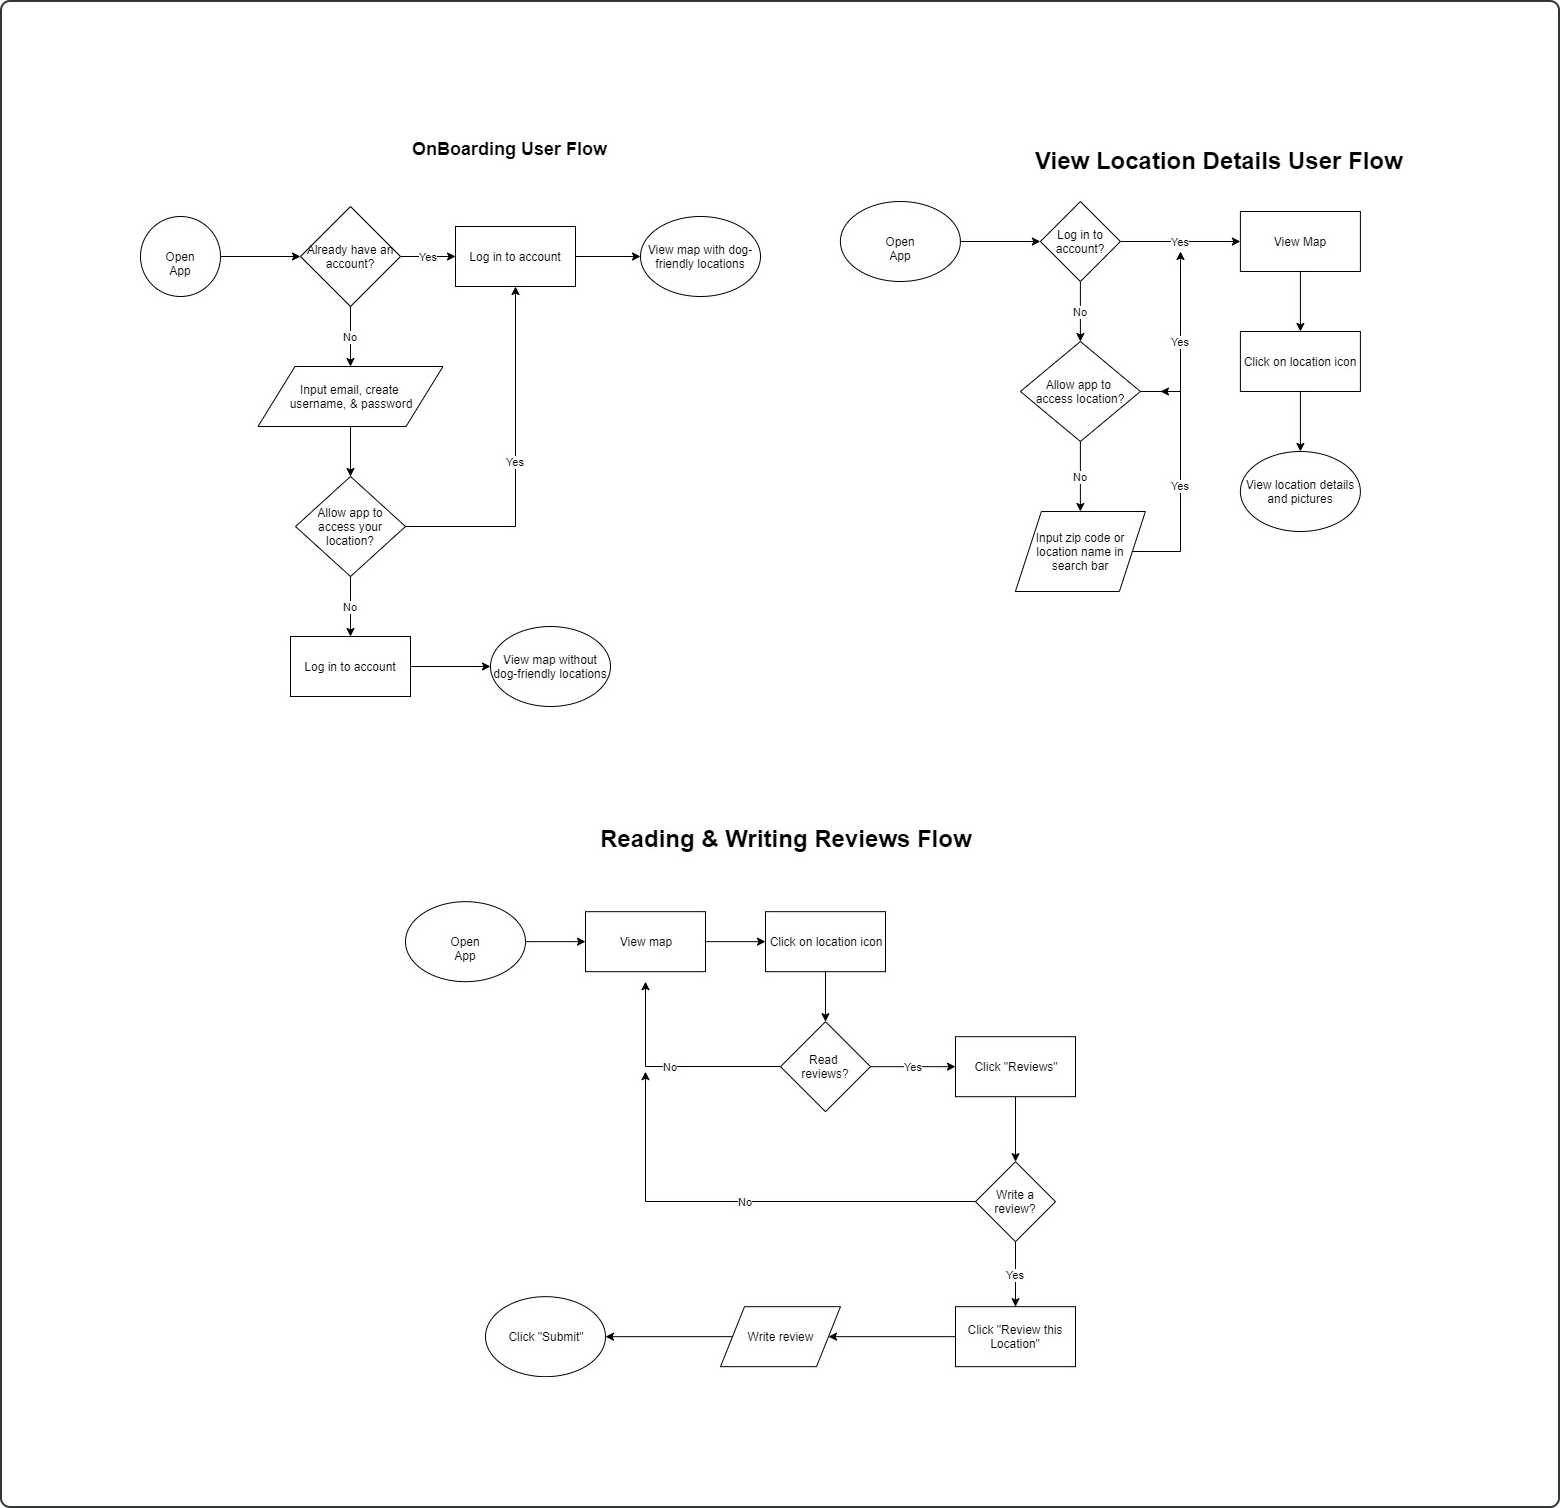 OnBoarding User Flow
Open
App
Already have an
account?
Yes
Log in to account
View map with dog-
friendly locations
No
Input email, create
username, & password
Yes
Allow app to
access your
location?
No
Log in to account
View map without
dog-friendly locations
View Location Details User Flow
Open
App
Log in to
account?
Yes
View Map
No
Yes
Click on location icon
Allow app to
access location?
No
Yes
View location details
and pictures
Input zip code or
location name in
search bar
Reading & Writing Reviews Flow
Open
App
View map
Click on location icon
Read
reviews?
No
Yes
Click "Reviews"
Write a
review?
No
Yes
Click "Review this
Location"
Write review
Click "Submit"